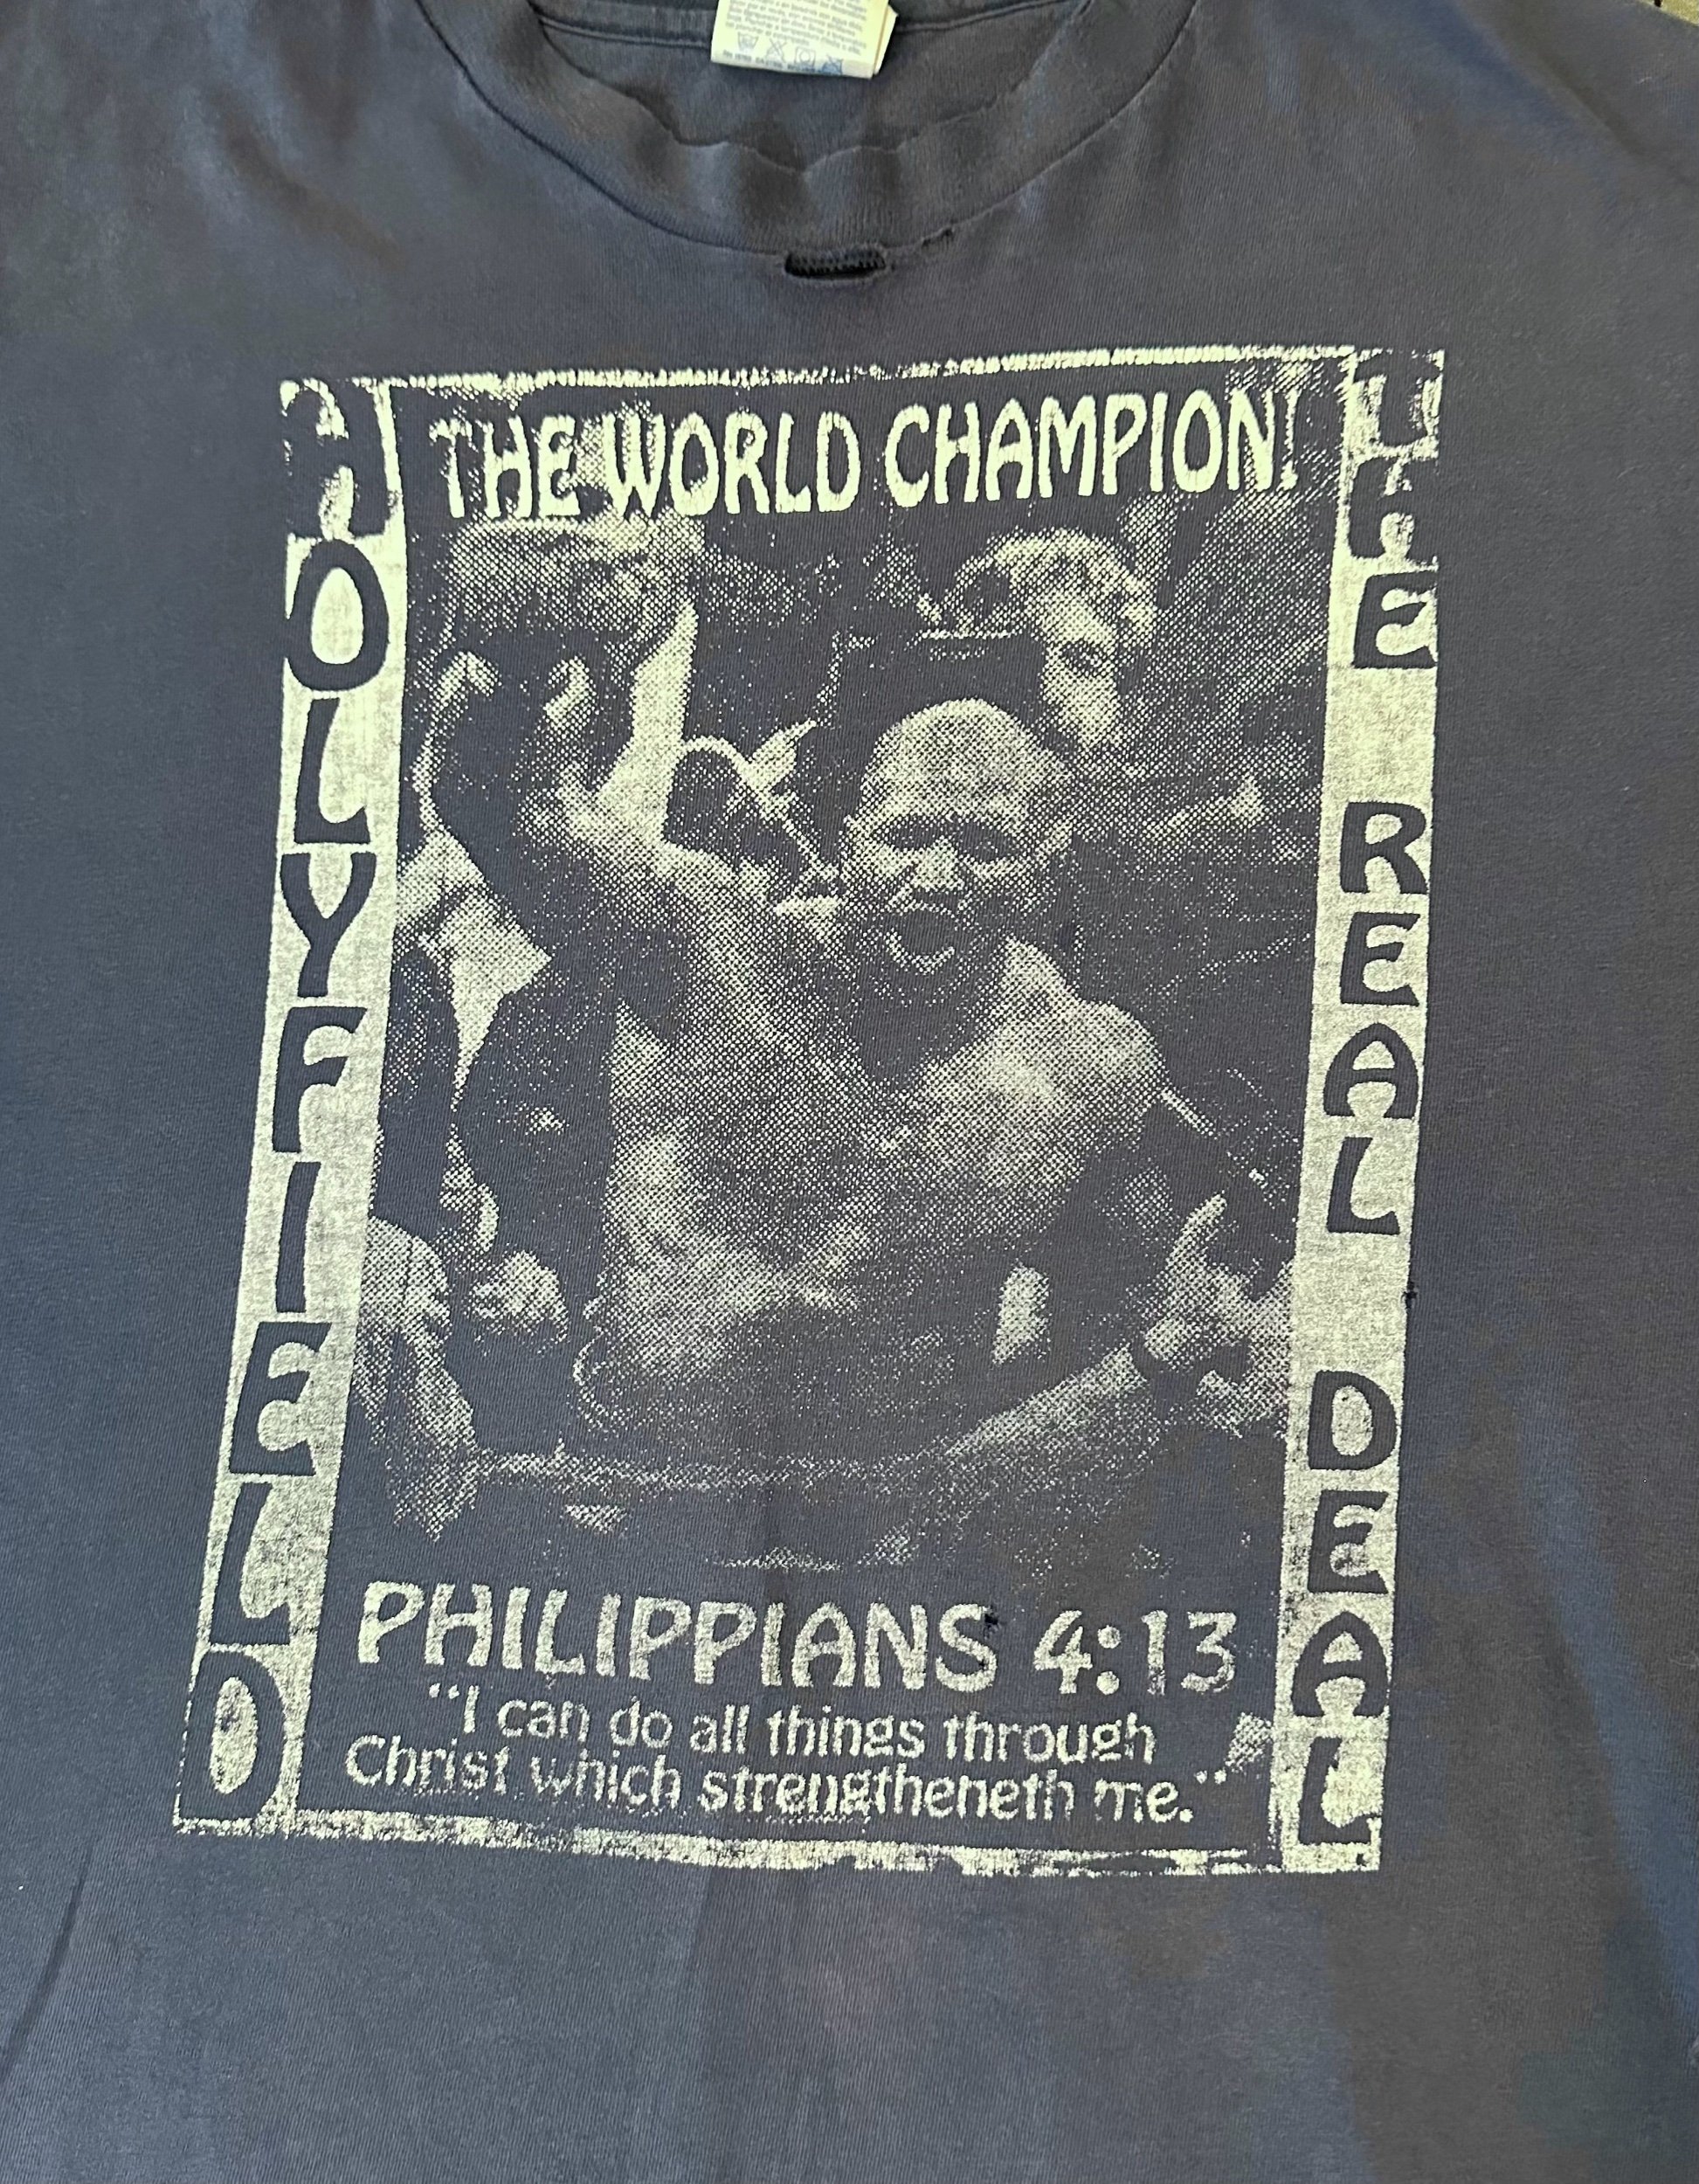 THE WORLD CHAMPION!
HOLYFIELD
THE REAL DEAL
PHILIPPIANS 4:13
"I can do all things through
Christ which strengtheneth me."